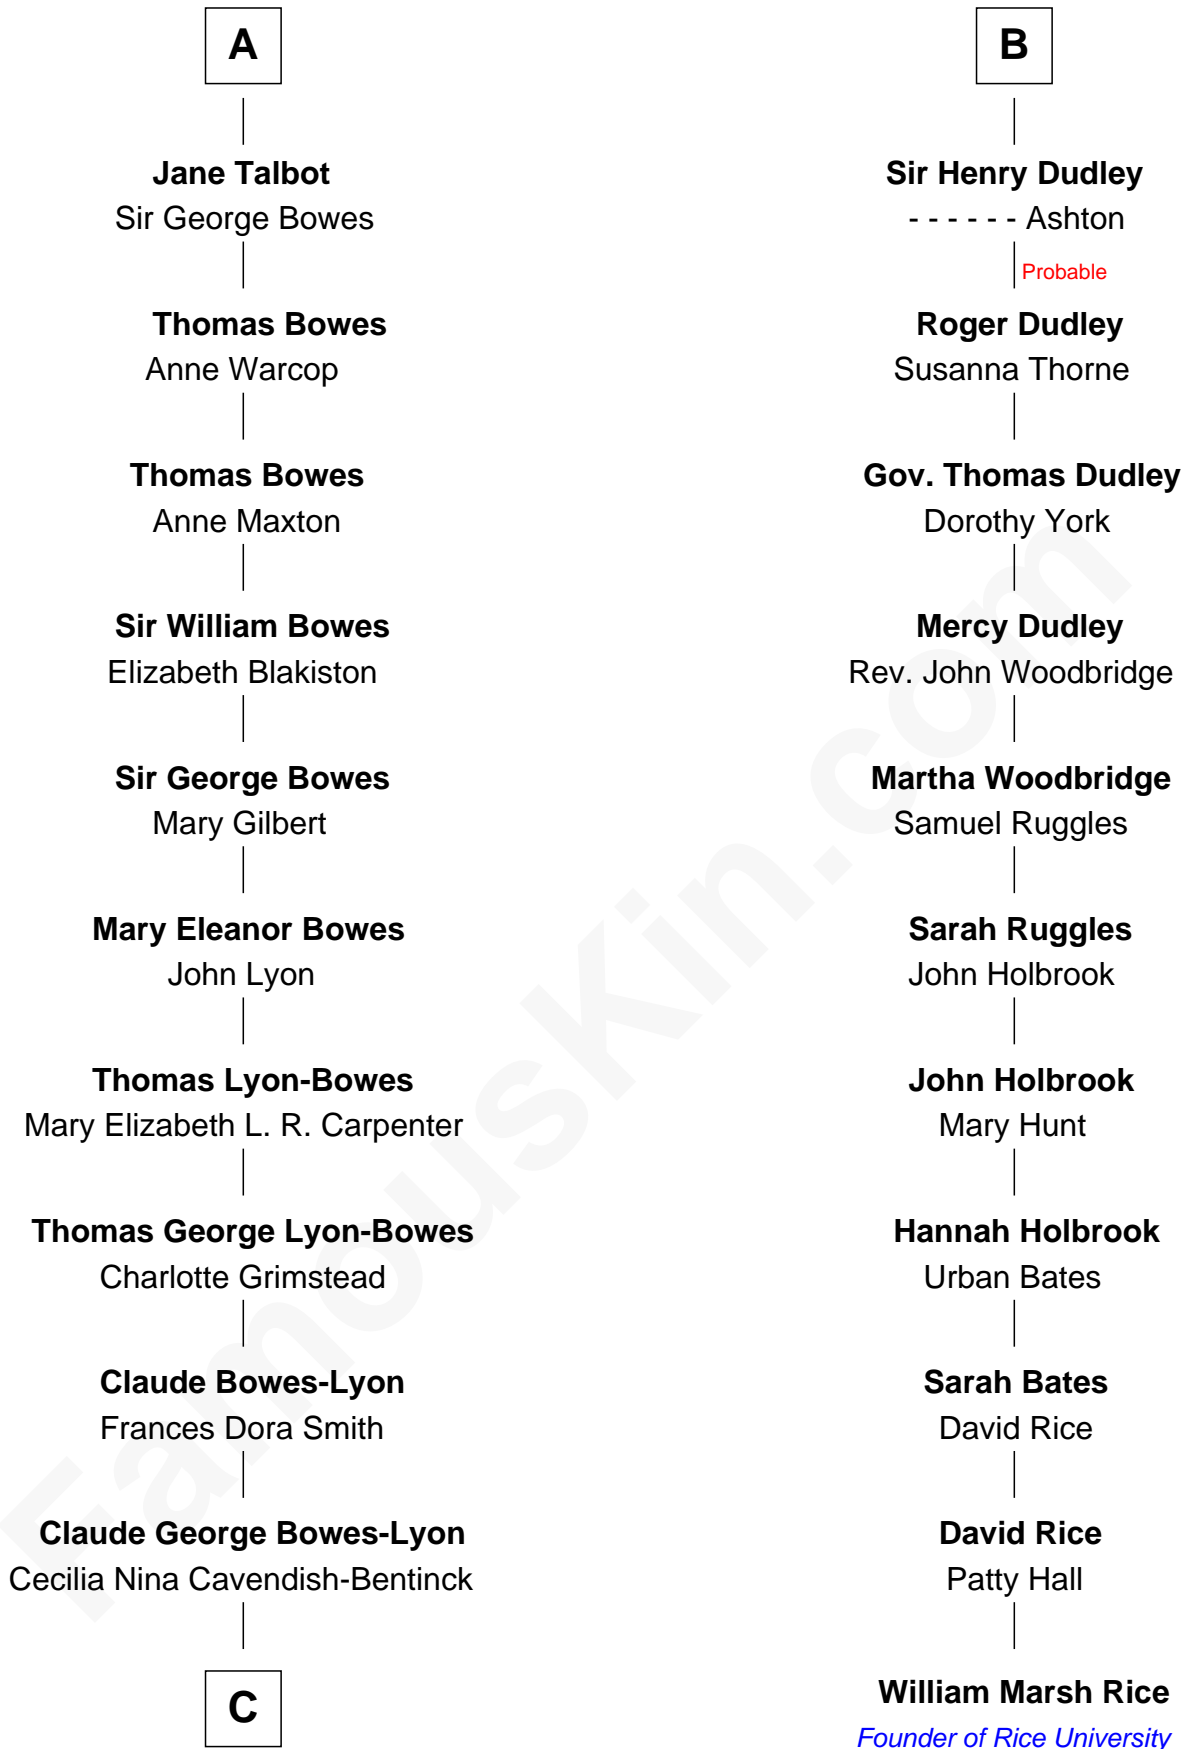 A
Jane Talbot
Sir George Bowes
Thomas Bowes
Anne Warcop
Thomas Bowes
Anne Maxton
Sir William Bowes
Elizabeth Blakiston
Sir George Bowes
Mary Gilbert
Mary Eleanor Bowes
John Lyon
Thomas Lyon-Bowes
Mary Elizabeth L. R. Carpenter
Thomas George Lyon-Bowes
Charlotte Grimstead
Claude Bowes-Lyon
Frances Dora Smith
Claude George Bowes-Lyon
Cecilia Nina Cavendish-Bentinck
C
B
Sir Henry Dudley
- - - - - - Ashton
Probable
Roger Dudley
Susanna Thorne
Gov. Thomas Dudley
Dorothy York
Mercy Dudley
Rev. John Woodbridge
Martha Woodbridge
Samuel Ruggles
Sarah Ruggles
John Holbrook
John Holbrook
Mary Hunt
Hannah Holbrook
Urban Bates
Sarah Bates
David Rice
David Rice
Patty Hall
William Marsh Rice
Founder of Rice University
FamousKin.com